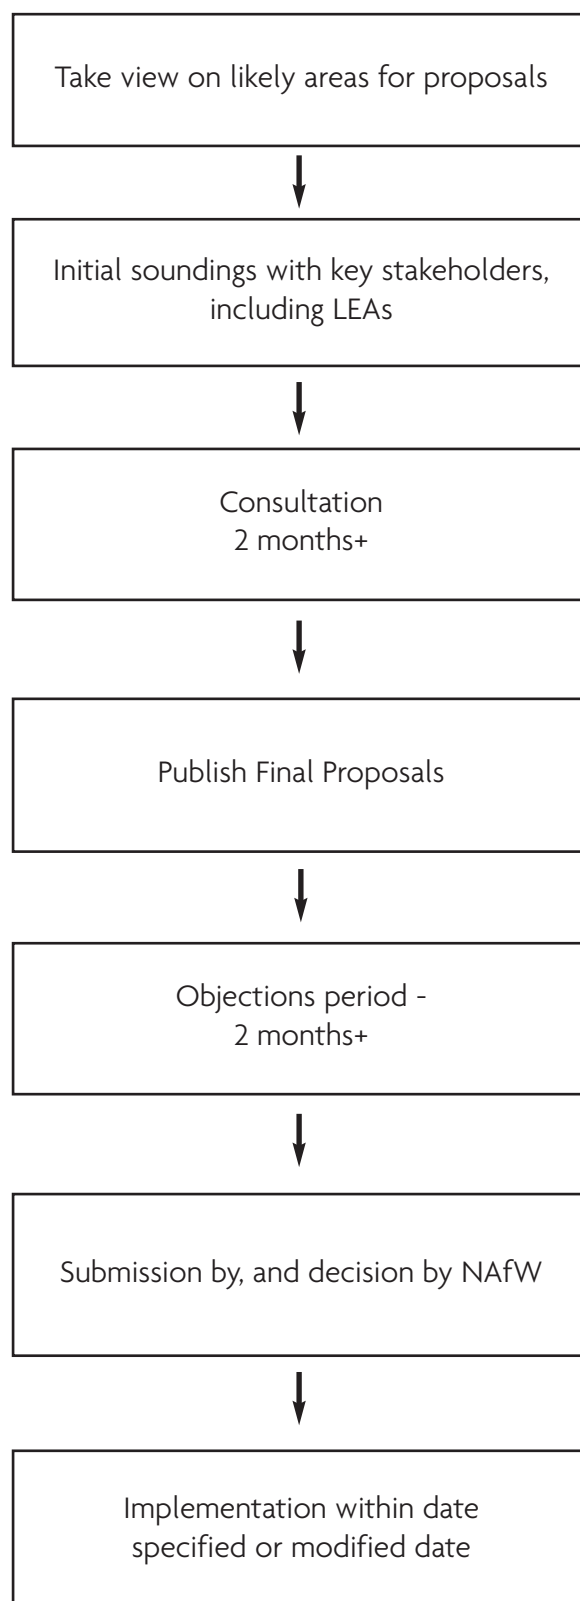 Take view on likely areas for proposals
Initial soundings with key stakeholders,
including LEAs
Consultation
2 months+
Publish Final Proposals
Objections period -
2 months+
Submission by, and decision by NAfW
Implementation within date
specified or modified date